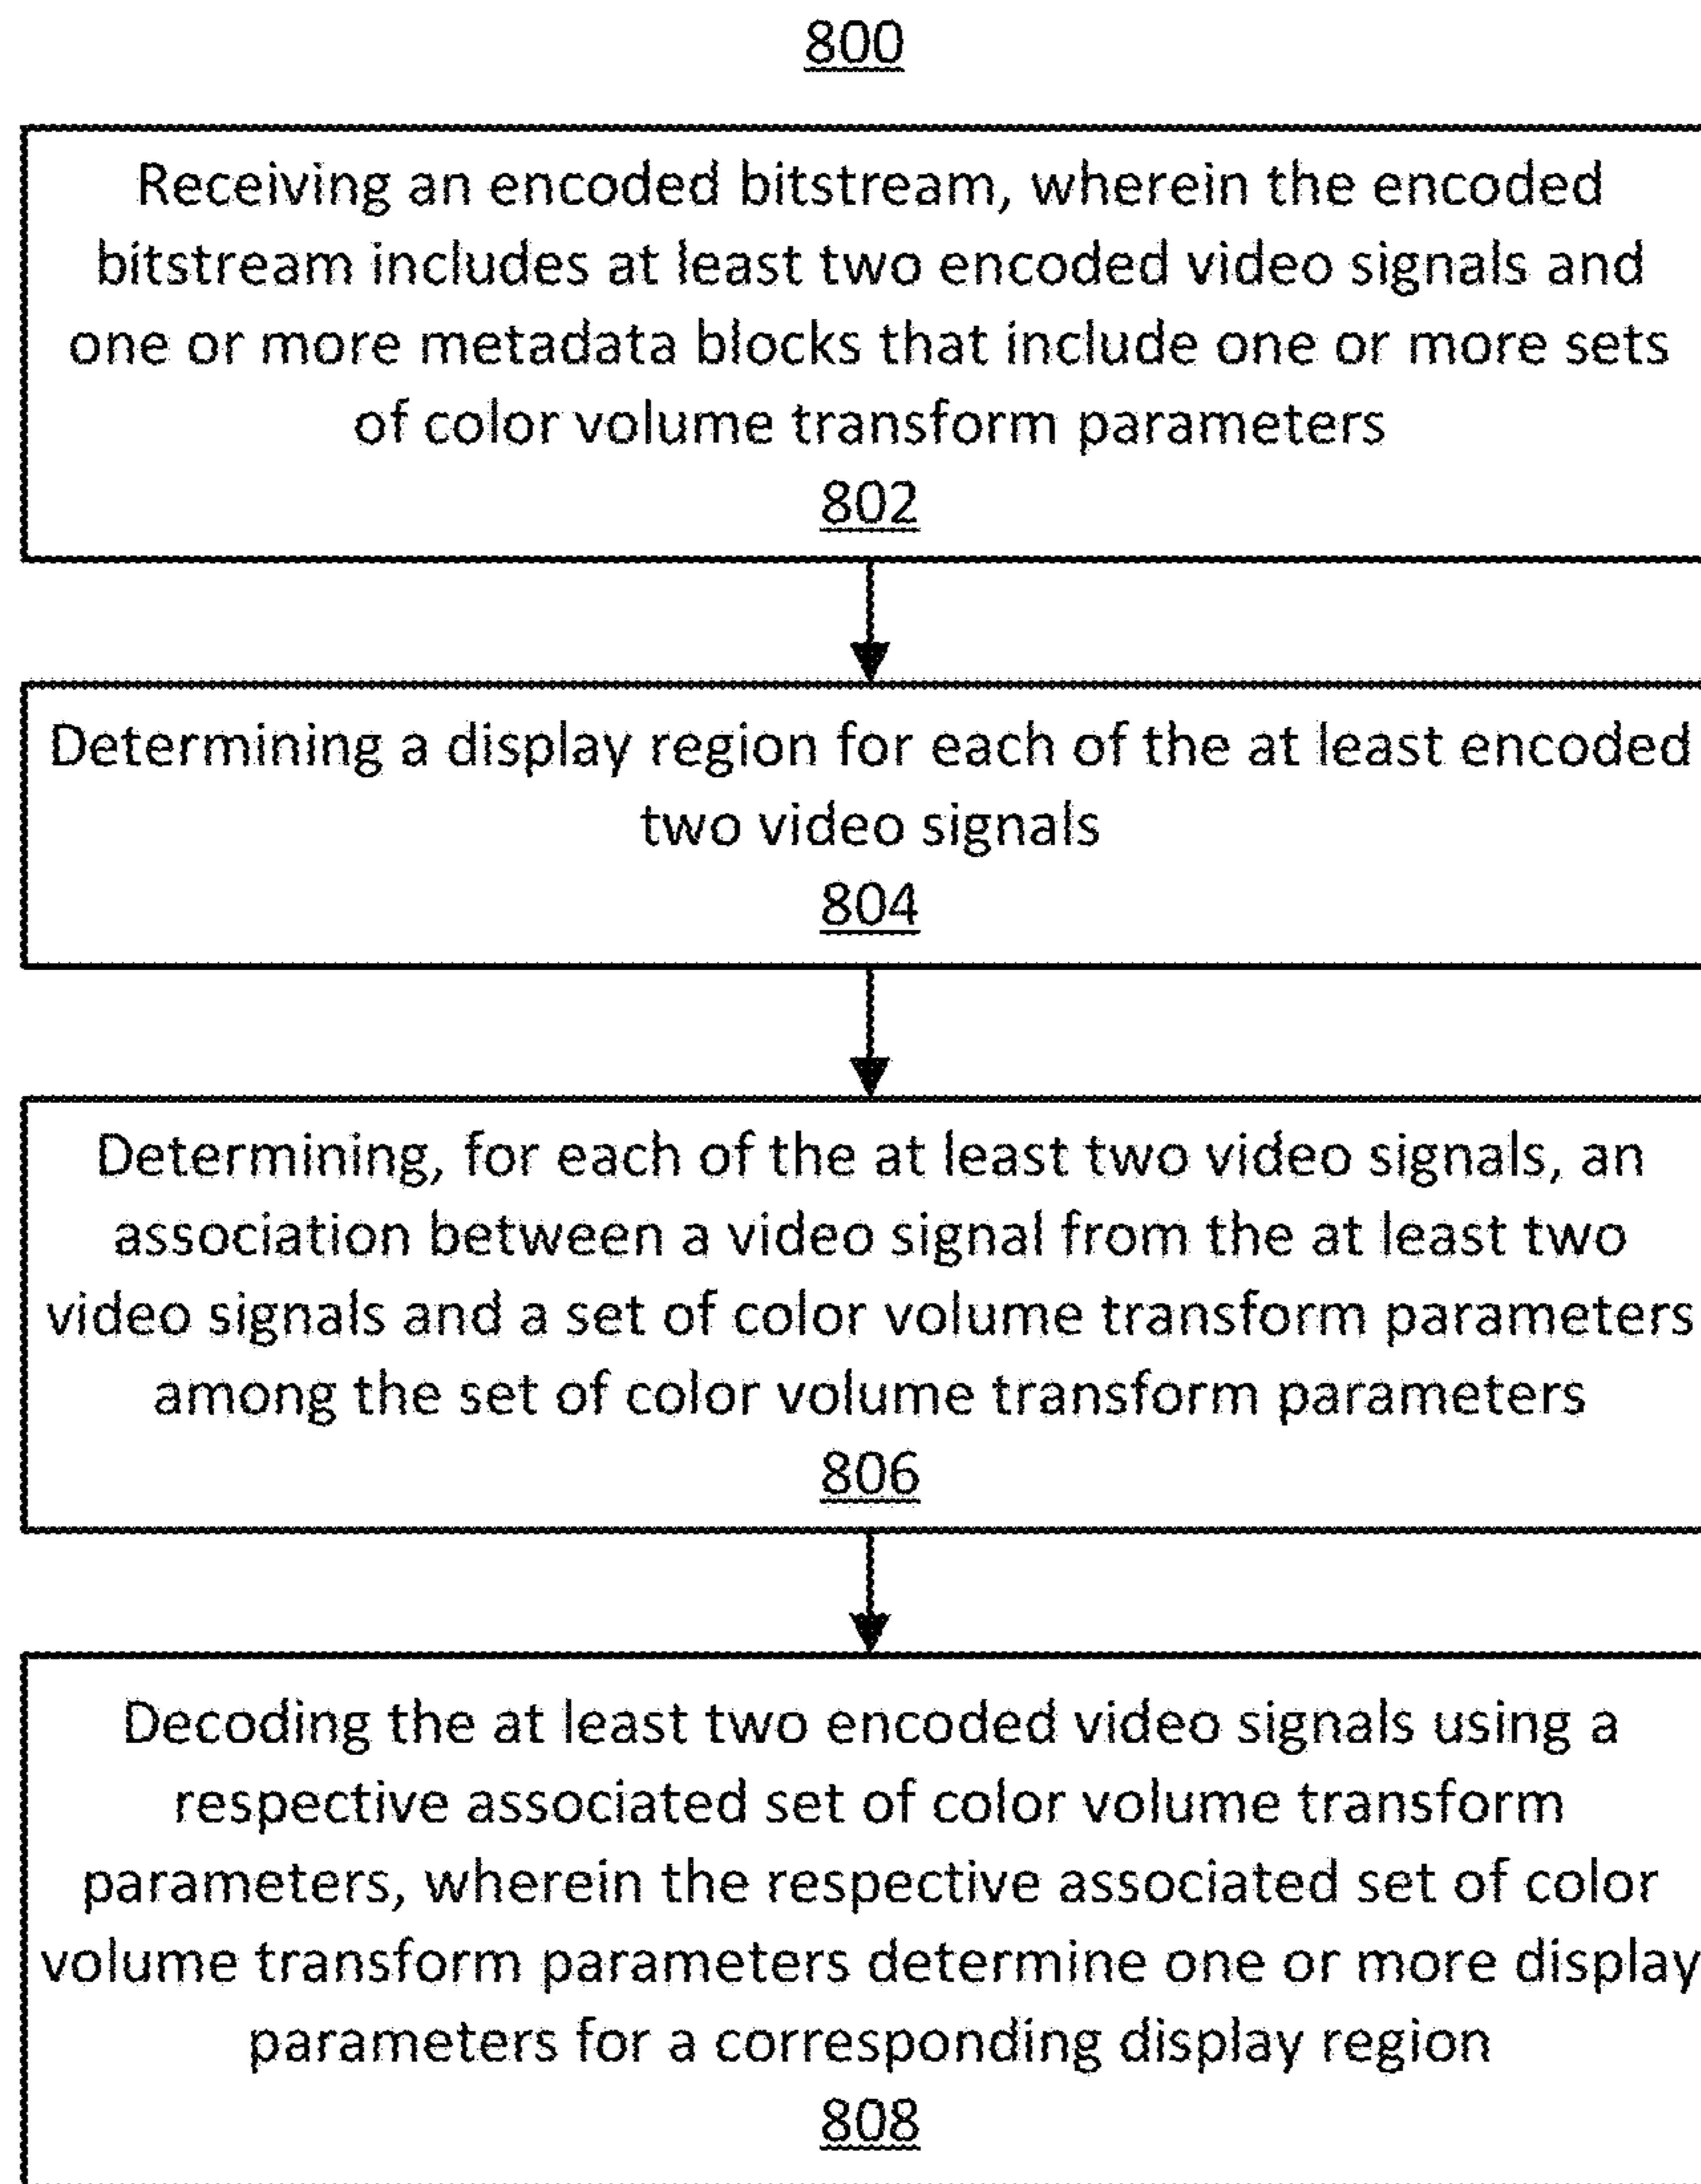 800
Receiving an encoded bitstream, wherein the encoded
bitstream includes at least two encoded video signals and
one or more metadata blocks that include one or more sets
of color volume transform parameters
802
Determining a display region for each of the at least encoded
two video signals
804
Determining, for each of the at least two video signals, an
association between a video signal from the at least two
video signals and a set of color volume transform parameters
among the set of color volume transform parameters
806
Decoding the at least two encoded video signals using a
respective associated set of color volume transform
parameters, wherein the respective associated set of color
volume transform parameters determine one or more display
parameters for a corresponding display region
808